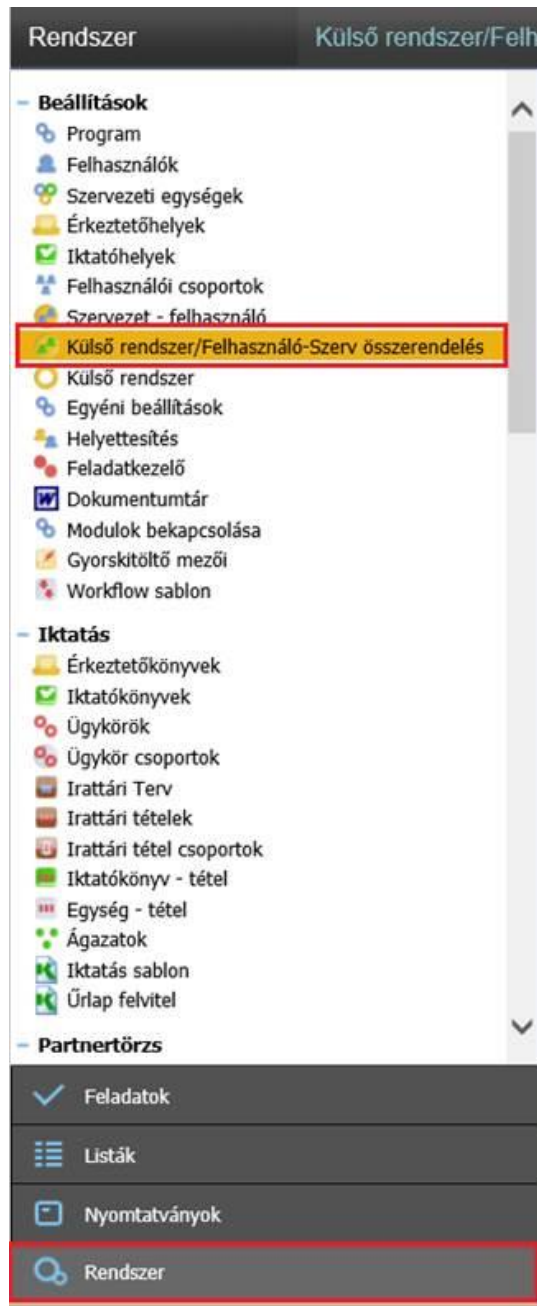 Rendszer
Külső rendszer/Felh
Beállítások
Program
Felhasználók
Szervezeti egységek
Érkeztetőhelyek
Iktatóhelyek
Felhasználói csoportok
Szervezet - felhasználó
Külső rendszer/Felhasználó-Szerv összerendelés
Külső rendszer
Egyéni beállítások
Helyettesítés
Feladatkezelő
Dokumentumtár
Modulok bekapcsolása
Gyorskitöltő mezői
Workflow sablon
Iktatás
Érkeztetőkönyvek
Iktatókönyvek
Ügykörök
Ügykör csoportok
Irattári Terv
Irattári tételek
Irattári tétel csoportok
Iktatókönyv - tétel
Egység - tétel
Ágazatok
Iktatás sablon
Űrlap felvitel
Partnertörzs
Feladatok
Listák
Nyomtatványok
Rendszer